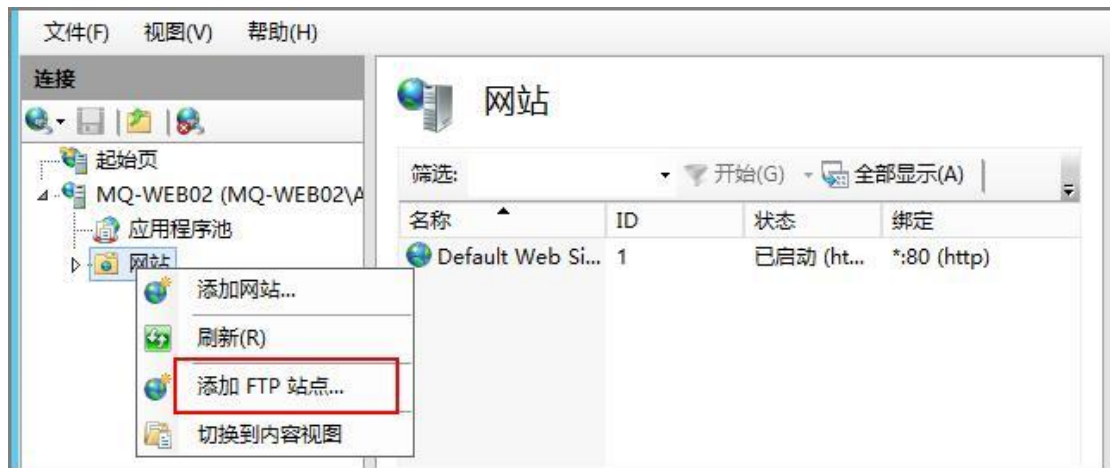 文件(F) 视图(V) 帮助(H)
连接
起始页
MQ-WEB02 (MQ-WEB02\A
应用程序池
网站
添加网站...
刷新(R)
添加 FTP 站点...
切换到内容视图
网站
筛选: 开始(G) 全部显示(A)
名称 ID 状态 绑定
Default Web Si... 1 已启动 (ht... *:80 (http)